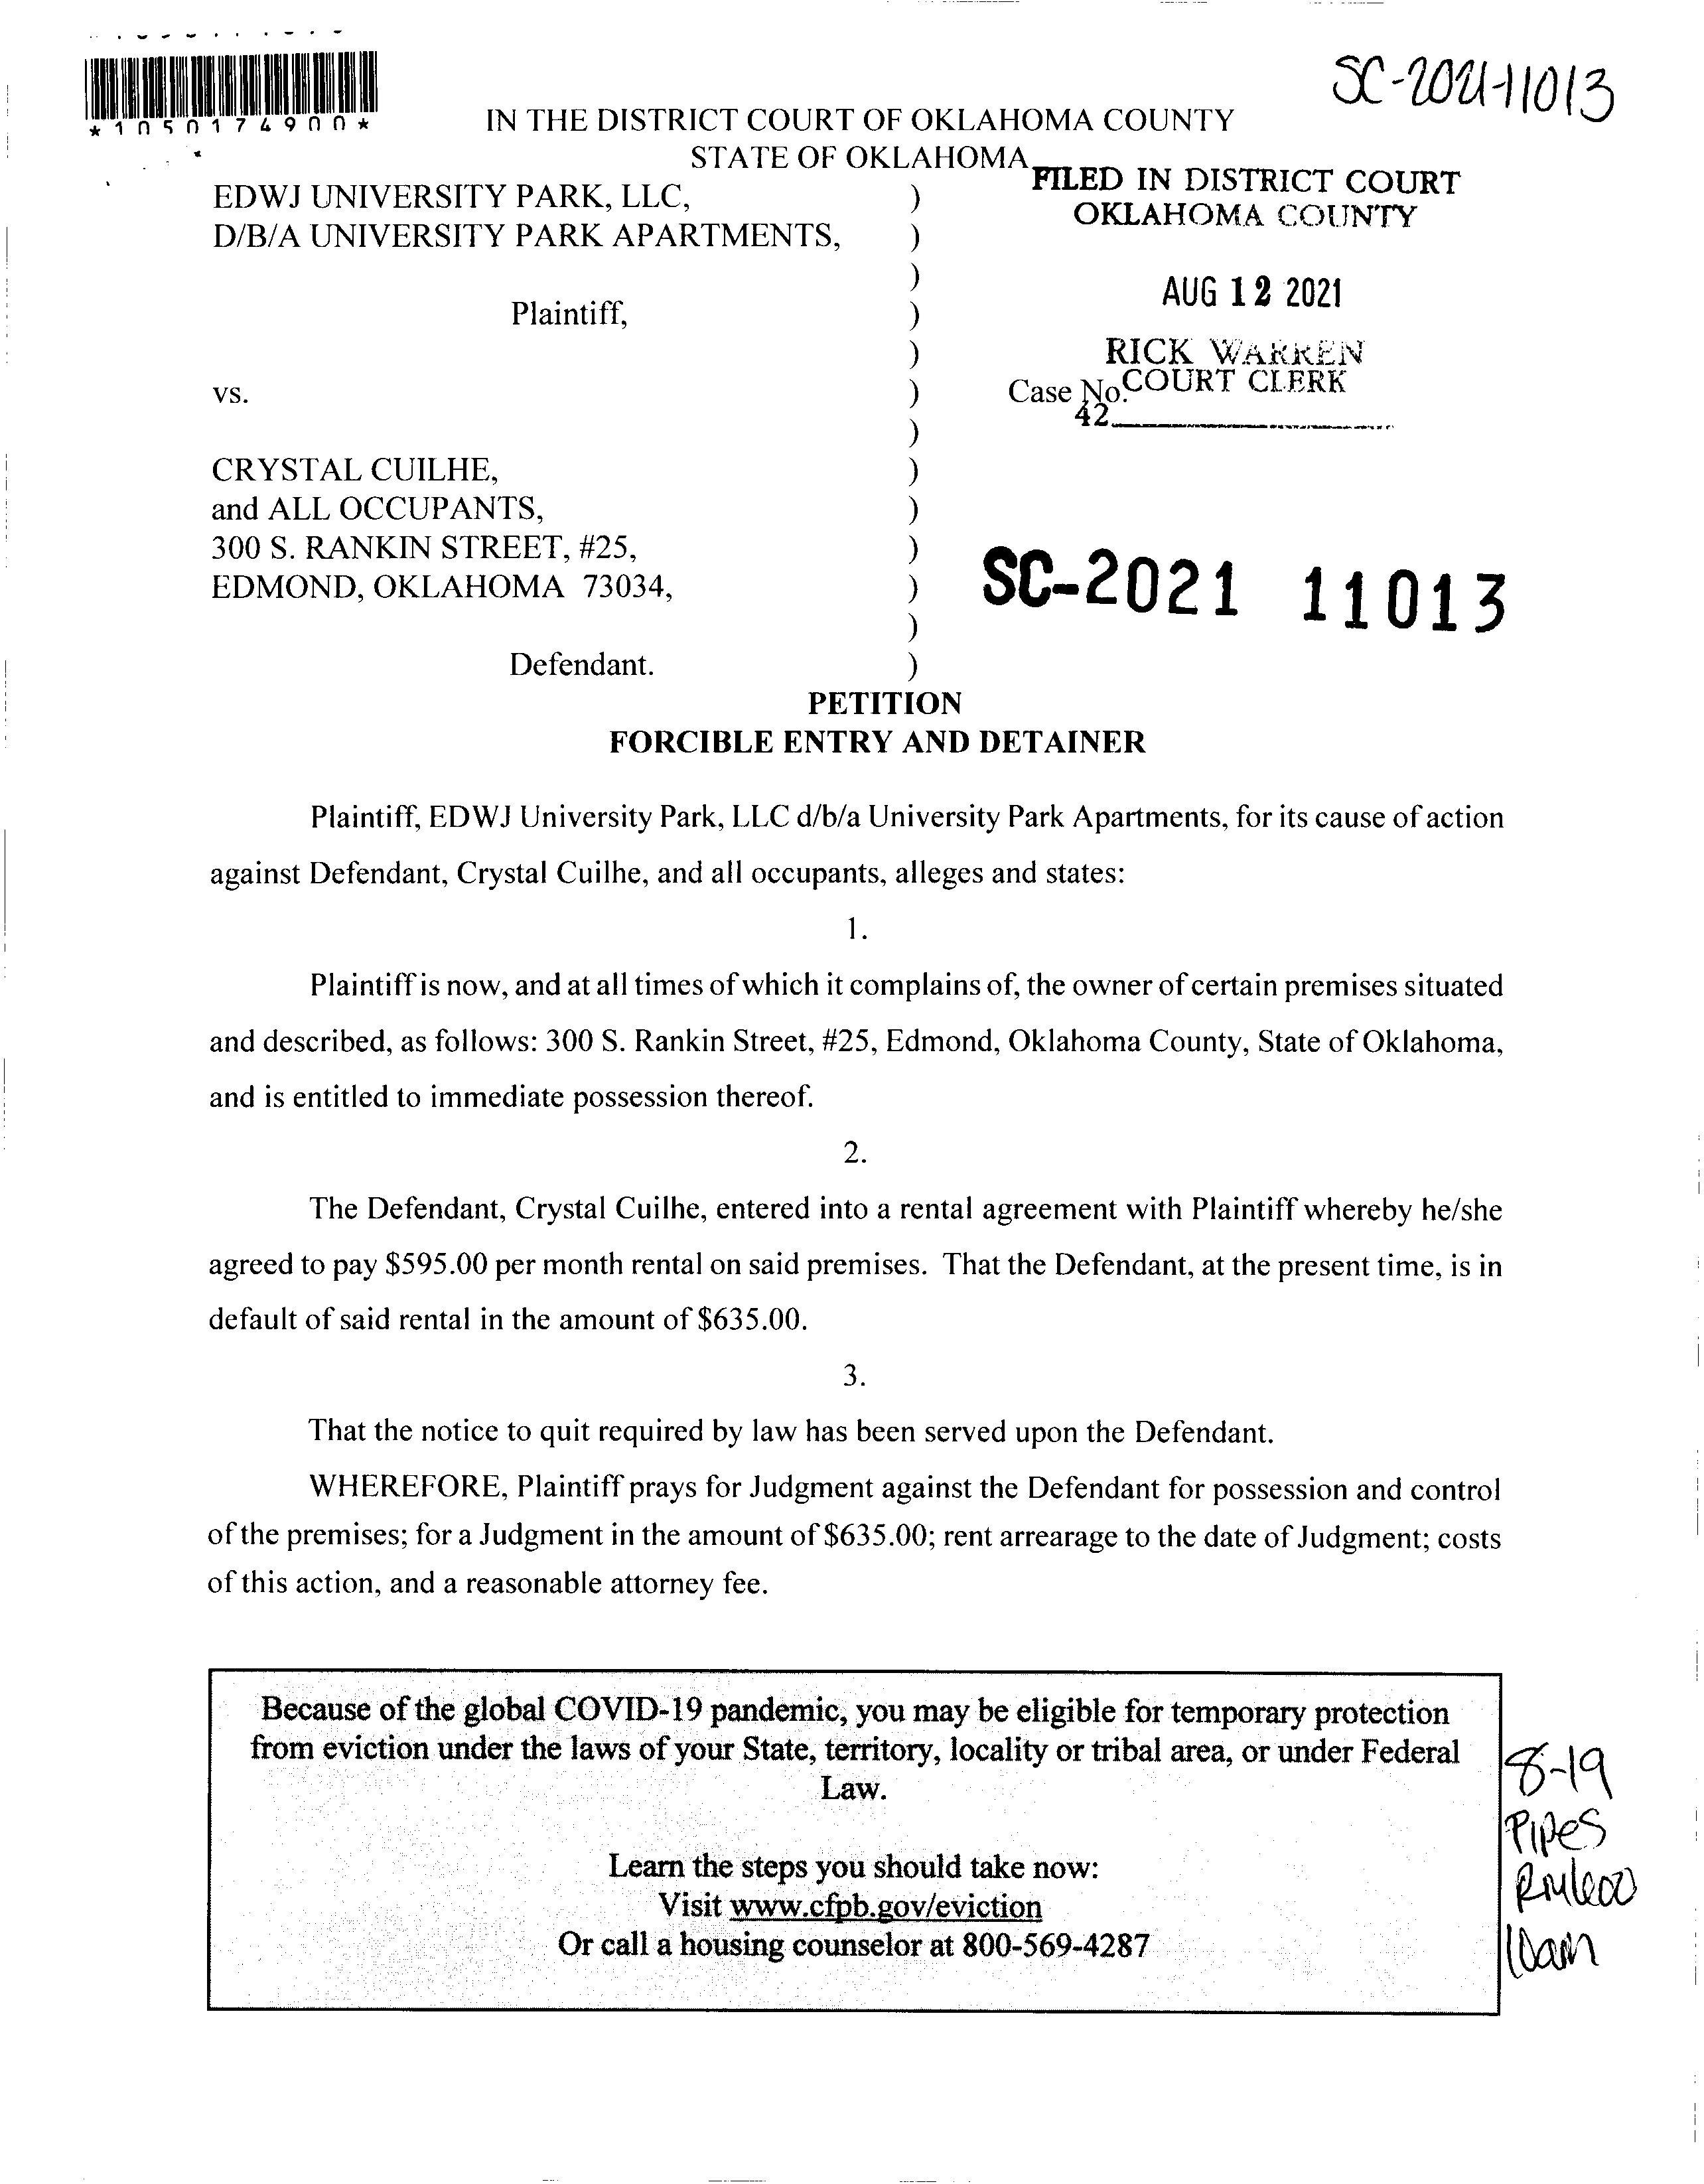 SC-2021-11013
*1050174900*
IN THE DISTRICT COURT OF OKLAHOMA COUNTY
STATE OF OKLAHOMA
FILED IN DISTRICT COURT
OKLAHOMA COUNTY
AUG 12 2021
RICK WARREN
COURT CLERK
42
EDWJ UNIVERSITY PARK, LLC, )
D/B/A UNIVERSITY PARK APARTMENTS, )
)
Plaintiff, )
)
vs. ) Case No.
)
CRYSTAL CUILHE, )
and ALL OCCUPANTS, )
300 S. RANKIN STREET, #25, )
EDMOND, OKLAHOMA 73034, )
)
Defendant. )
SC-2021 11013
PETITION
FORCIBLE ENTRY AND DETAINER
Plaintiff, EDWJ University Park, LLC d/b/a University Park Apartments, for its cause of action
against Defendant, Crystal Cuilhe, and all occupants, alleges and states:
1.
Plaintiff is now, and at all times of which it complains of, the owner of certain premises situated
and described, as follows: 300 S. Rankin Street, #25, Edmond, Oklahoma County, State of Oklahoma,
and is entitled to immediate possession thereof.
2.
The Defendant, Crystal Cuilhe, entered into a rental agreement with Plaintiff whereby he/she
agreed to pay $595.00 per month rental on said premises. That the Defendant, at the present time, is in
default of said rental in the amount of $635.00.
3.
That the notice to quit required by law has been served upon the Defendant.
WHEREFORE, Plaintiff prays for Judgment against the Defendant for possession and control
of the premises; for a Judgment in the amount of $635.00; rent arrearage to the date of Judgment; costs
of this action, and a reasonable attorney fee.
Because of the global COVID-19 pandemic, you may be eligible for temporary protection
from eviction under the laws of your State, territory, locality or tribal area, or under Federal
Law.
Learn the steps you should take now:
Visit www.cfpb.gov/eviction
Or call a housing counselor at 800-569-4287
8-19
Pipes
10am